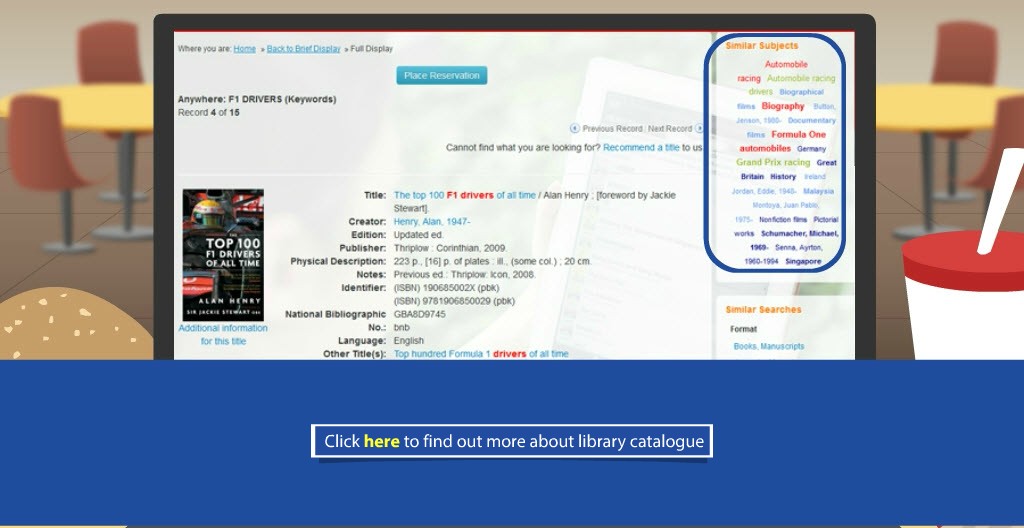 Where you are: Home » Back to Brief Display » Full Display
Place Reservation
Anywhere: F1 DRIVERS (Keywords)
Record 4 of 15
Previous Record | Next Record
Cannot find what you are looking for? Recommend a title to us
THE
TOP 100
F1 DRIVERS
OF ALL TIME
ALAN HENRY
SIR JACKIE STEWART OBE
Additional information
for this title
Title: The top 100 F1 drivers of all time / Alan Henry ; [foreword by Jackie
Stewart].
Creator: Henry, Alan, 1947-
Edition: Updated ed.
Publisher: Thriplow : Corinthian, 2009.
Physical Description: 223 p., [16] p. of plates : ill., (some col.) ; 20 cm.
Notes: Previous ed.: Thriplow: Icon, 2008.
Identifier: (ISBN) 190685002X (pbk)
(ISBN) 9781906850029 (pbk)
National Bibliographic GBA8D9745
No.: bnb
Language: English
Other Title(s): Top hundred Formula 1 drivers of all time
Similar Subjects
Automobile
racing Automobile racing
drivers Biographical
films Biography Button,
Jenson, 1980- Documentary
films Formula One
automobiles Germany
Grand Prix racing Great
Britain History Ireland
Jordan, Eddie, 1948- Malaysia
Montoya, Juan Pablo,
1975- Nonfiction films Pictorial
works Schumacher, Michael,
1969- Senna, Ayrton,
1960-1994 Singapore
Similar Searches
Format
Books, Manuscripts
Click here to find out more about library catalogue